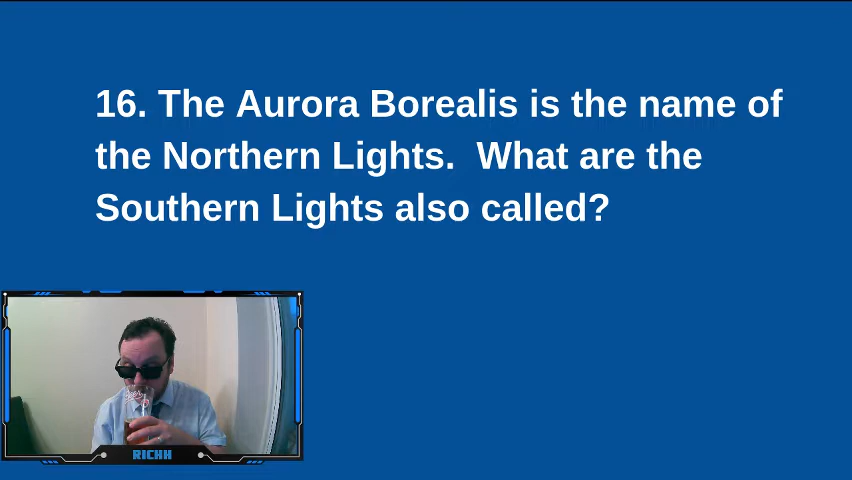 16. The Aurora Borealis is the name of
the Northern Lights.  What are the
Southern Lights also called?
RICHH